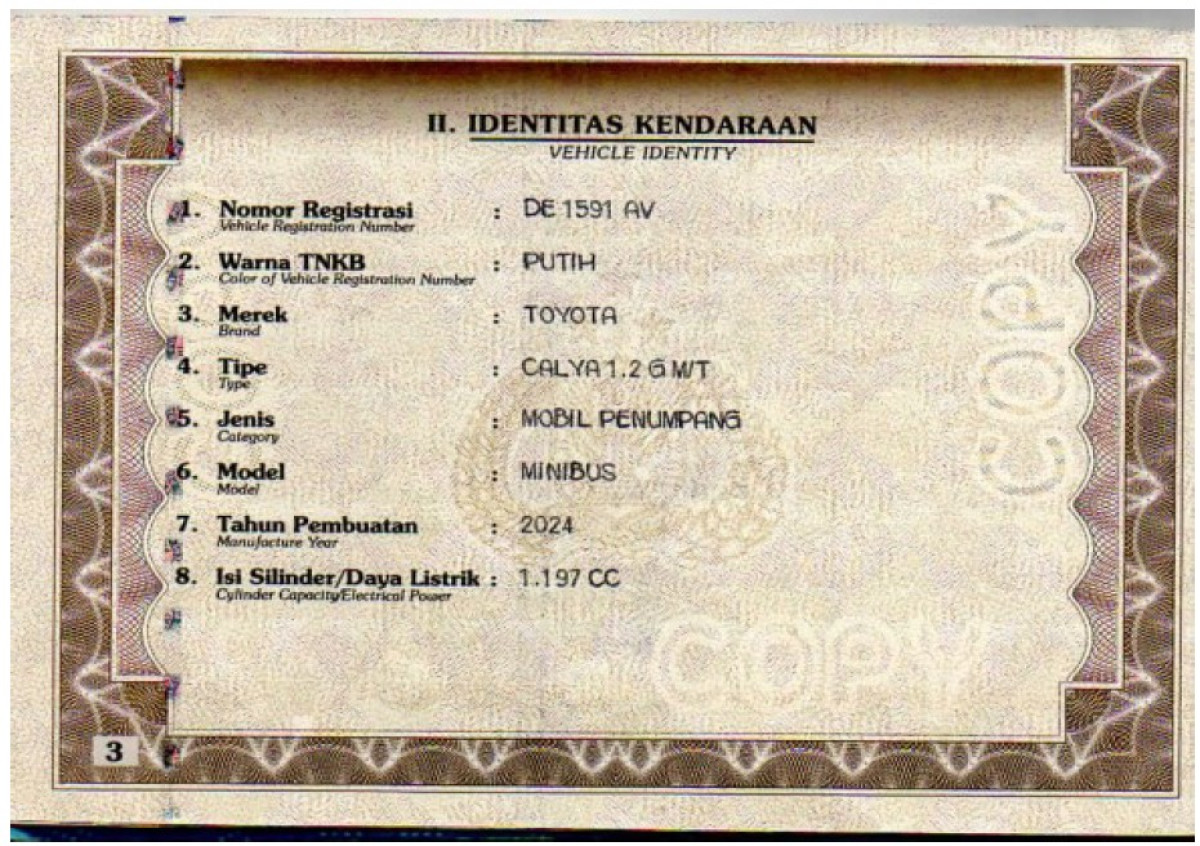 II. IDENTITAS KENDARAAN
VEHICLE IDENTITY
1. Nomor Registrasi : DE 1591 AV
Vehicle Registration Number
2. Warna TNKB : PUTIH
Color of Vehicle Registration Number
3. Merek : TOYOTA
Brand
4. Tipe : CALYA 1.2 G M/T
Type
5. Jenis : MOBIL PENUMPANG
Category
6. Model : MINIBUS
Model
7. Tahun Pembuatan : 2024
Manufacture Year
8. Isi Silinder/Daya Listrik : 1.197 CC
Cylinder Capacity/Electrical Power
COPY
COPY
3